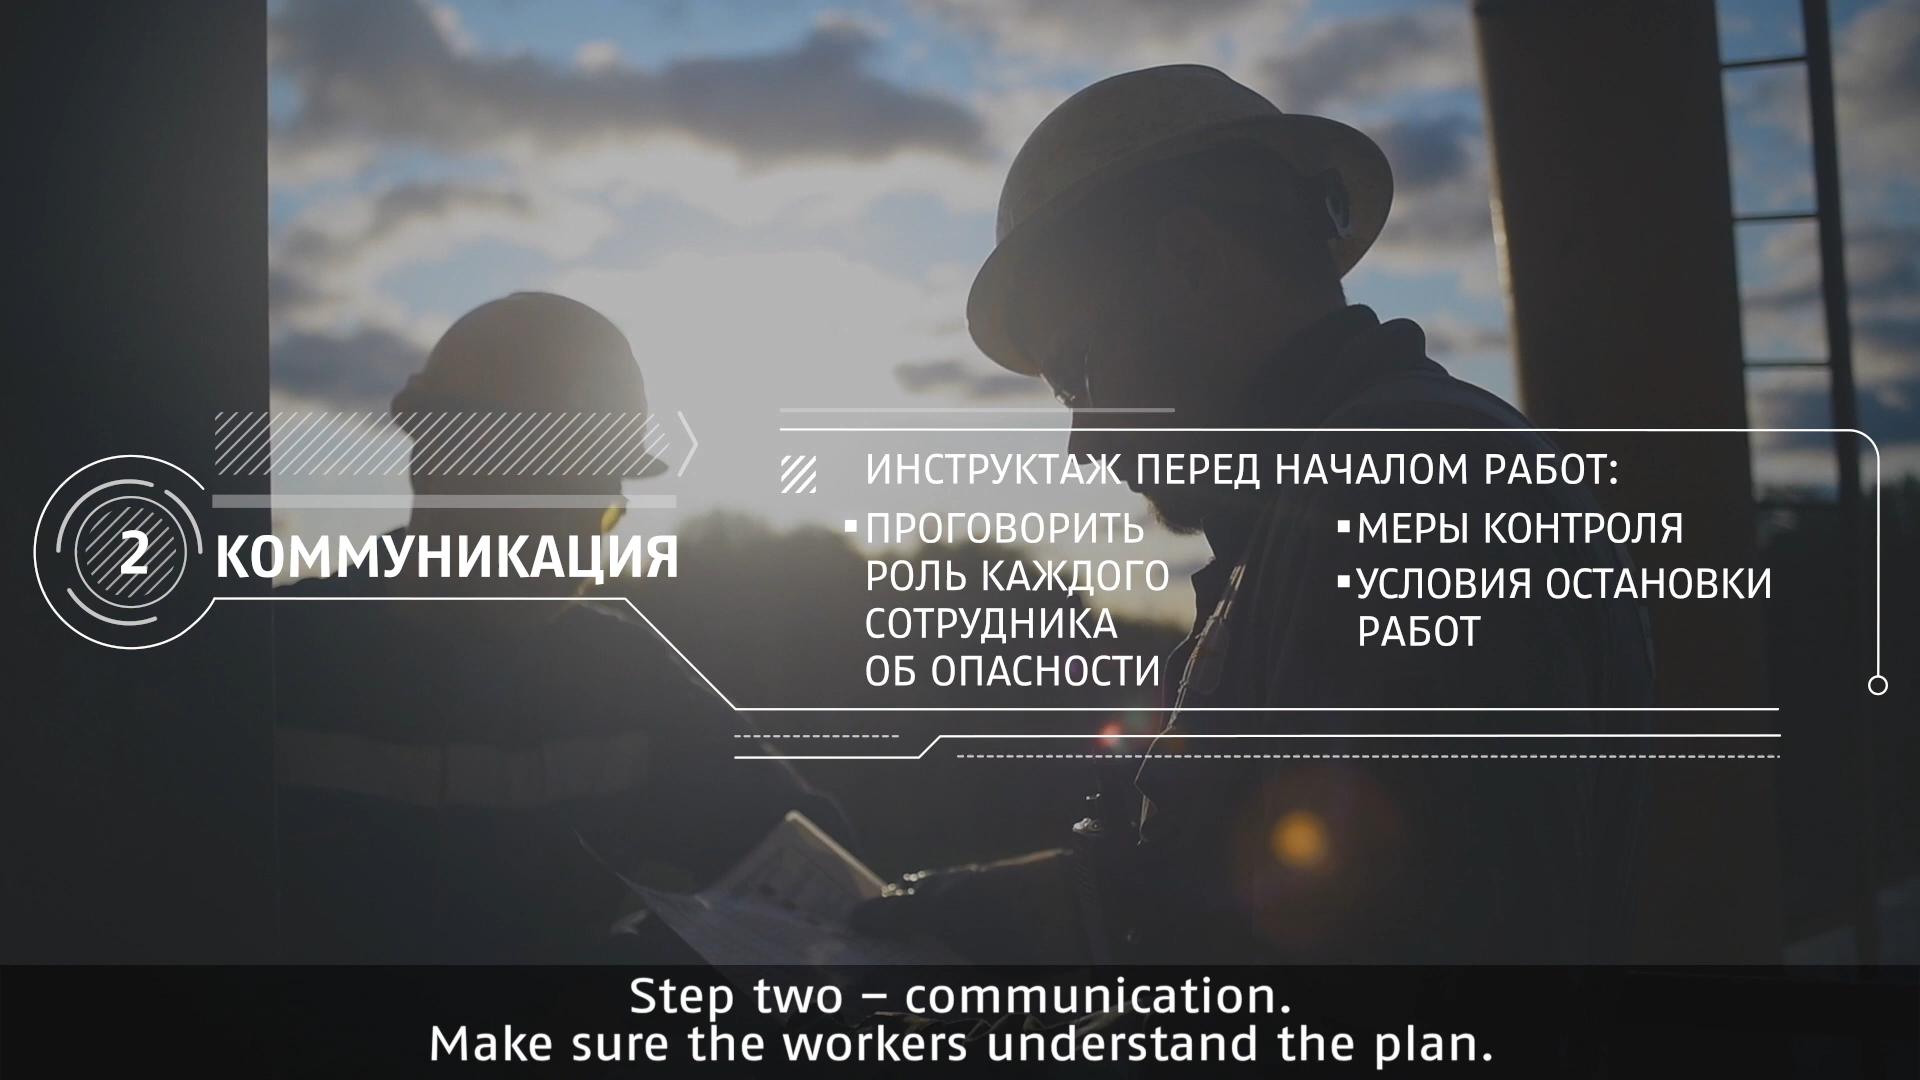 2
КОММУНИКАЦИЯ
ИНСТРУКТАЖ ПЕРЕД НАЧАЛОМ РАБОТ:
▪ПРОГОВОРИТЬ
РОЛЬ КАЖДОГО
СОТРУДНИКА
ОБ ОПАСНОСТИ
▪МЕРЫ КОНТРОЛЯ
▪УСЛОВИЯ ОСТАНОВКИ
РАБОТ
Step two – communication.
Make sure the workers understand the plan.